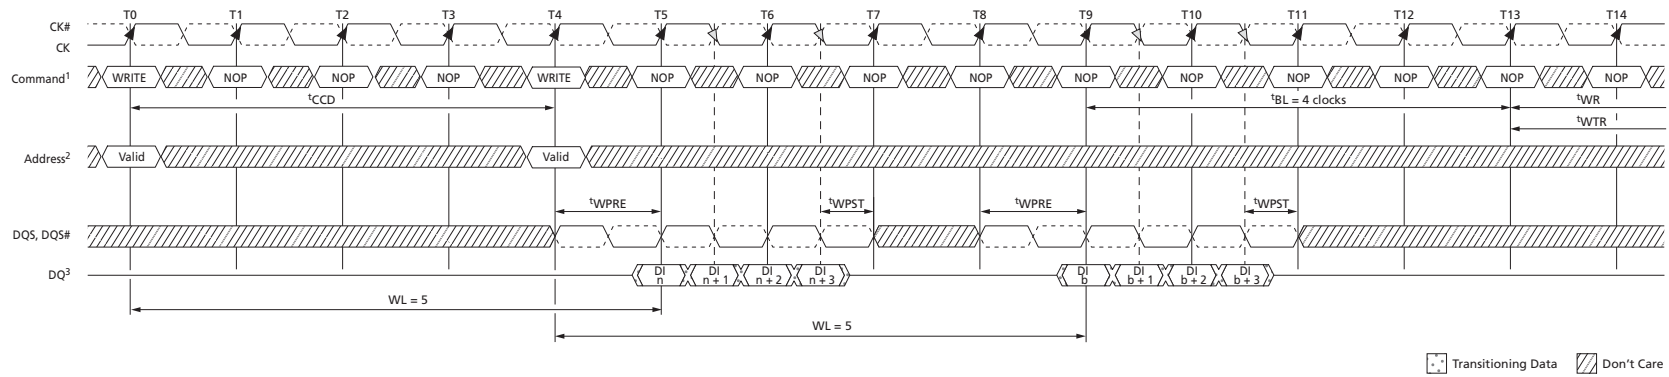 T0 T1 T2 T3 T4 T5 T6 T7 T8 T9 T10 T11 T12 T13 T14
CK#
CK
Command1 WRITE NOP NOP NOP WRITE NOP NOP NOP NOP NOP NOP NOP NOP NOP NOP
tCCD tBL = 4 clocks tWR
tWTR
Address2 Valid Valid
tWPRE tWPST tWPRE tWPST
DQS, DQS#
DQ3 DI n DI n + 1 DI n + 2 DI n + 3 DI b DI b + 1 DI b + 2 DI b + 3
WL = 5
WL = 5
Transitioning Data Don't Care